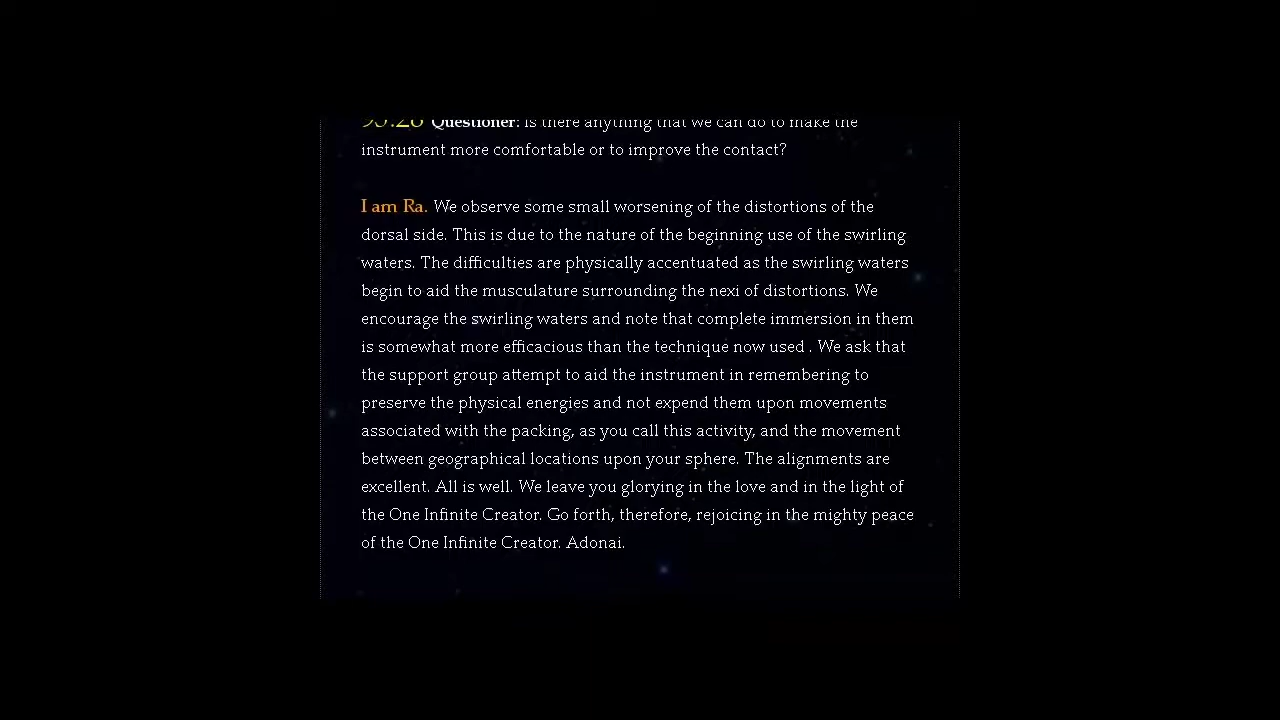 Questioner: Is there anything that we can do to make the
instrument more comfortable or to improve the contact?
I am Ra. We observe some small worsening of the distortions of the
dorsal side. This is due to the nature of the beginning use of the swirling
waters. The difficulties are physically accentuated as the swirling waters
begin to aid the musculature surrounding the nexi of distortions. We
encourage the swirling waters and note that complete immersion in them
is somewhat more efficacious than the technique now used . We ask that
the support group attempt to aid the instrument in remembering to
preserve the physical energies and not expend them upon movements
associated with the packing, as you call this activity, and the movement
between geographical locations upon your sphere. The alignments are
excellent. All is well. We leave you glorying in the love and in the light of
the One Infinite Creator. Go forth, therefore, rejoicing in the mighty peace
of the One Infinite Creator. Adonai.